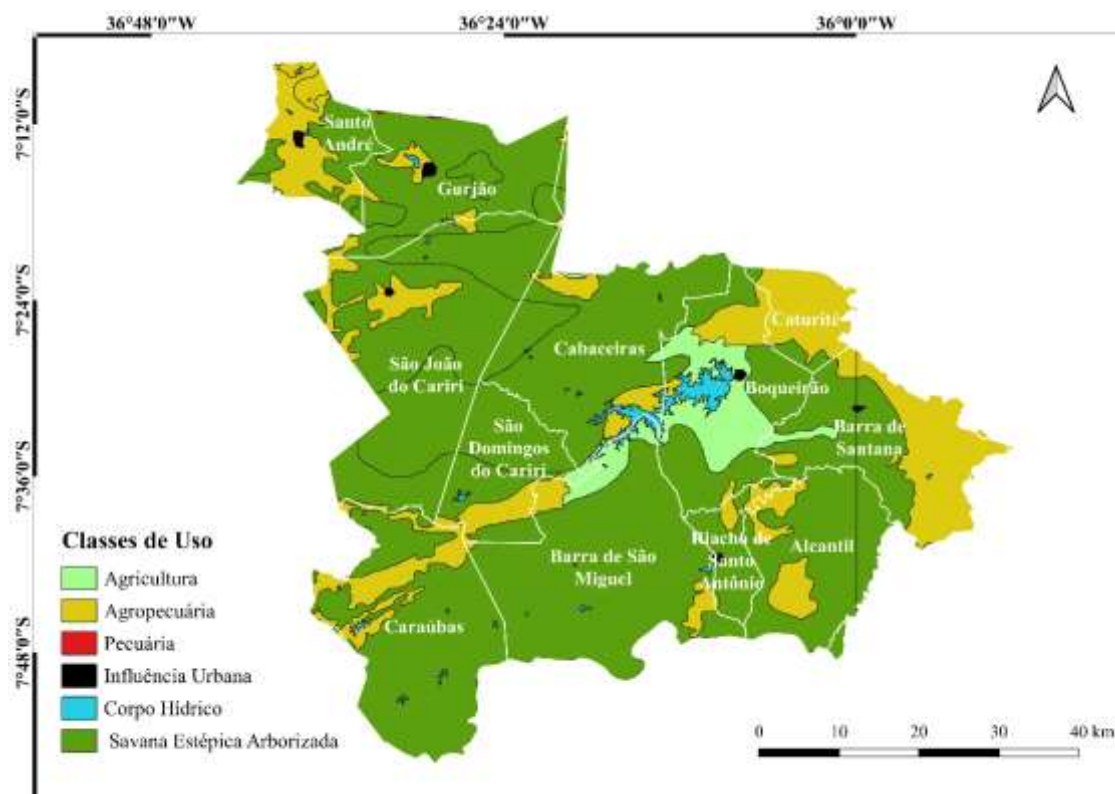 36°48'0"W 36°24'0"W 36°0'0"W
7°12'0"S
7°24'0"S
7°36'0"S
7°48'0"S
Santo
André
Gurjão
Caturité
Cabaceiras
São João
do Cariri
Boqueirão
São
Domingos
do Cariri
Barra de
Santana
Barra de São
Miguel
Riacho de
Santo
Antônio
Alcantil
Caraúbas
Classes de Uso
Agricultura
Agropecuária
Pecuária
Influência Urbana
Corpo Hídrico
Savana Estépica Arborizada
0 10 20 30 40 km